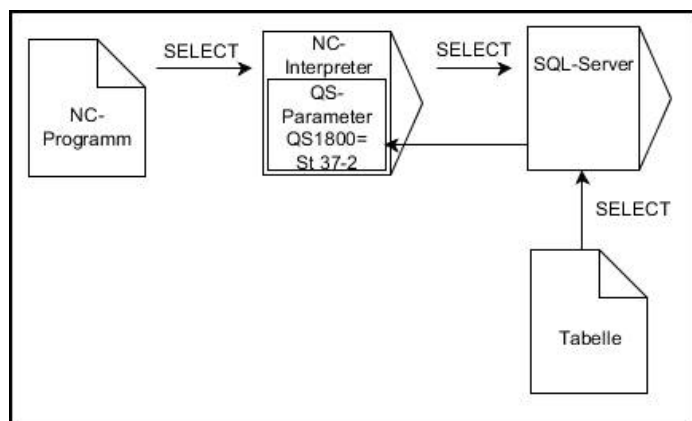 SELECT
NC-
Interpreter
SELECT
SQL-Server
NC-
Programm
QS-
Parameter
QS1800=
St 37-2
SELECT
Tabelle